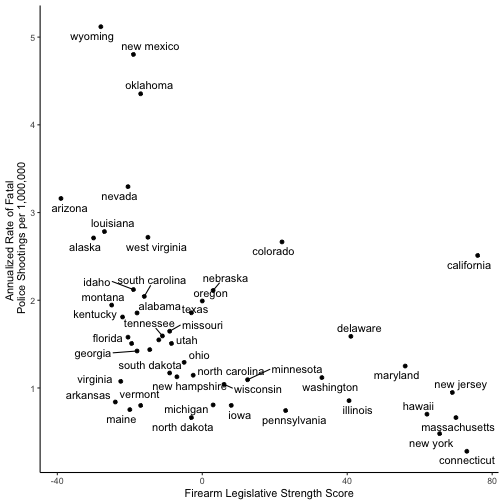 Annualized Rate of Fatal
Police Shootings per 1,000,000
5
wyoming
new mexico
oklahoma
4
nevada
arizona
3
louisiana
alaska
west virginia
colorado
california
idaho
south carolina
nebraska
oregon
2
montana
alabama
texas
kentucky
tennessee
missouri
delaware
florida
utah
georgia
ohio
south dakota
north carolina
minnesota
maryland
virginia
new hampshire
wisconsin
washington
new jersey
1
arkansas
vermont
maine
michigan
north dakota
iowa
pennsylvania
illinois
hawaii
massachusetts
new york
connecticut
-40
0
40
80
Firearm Legislative Strength Score